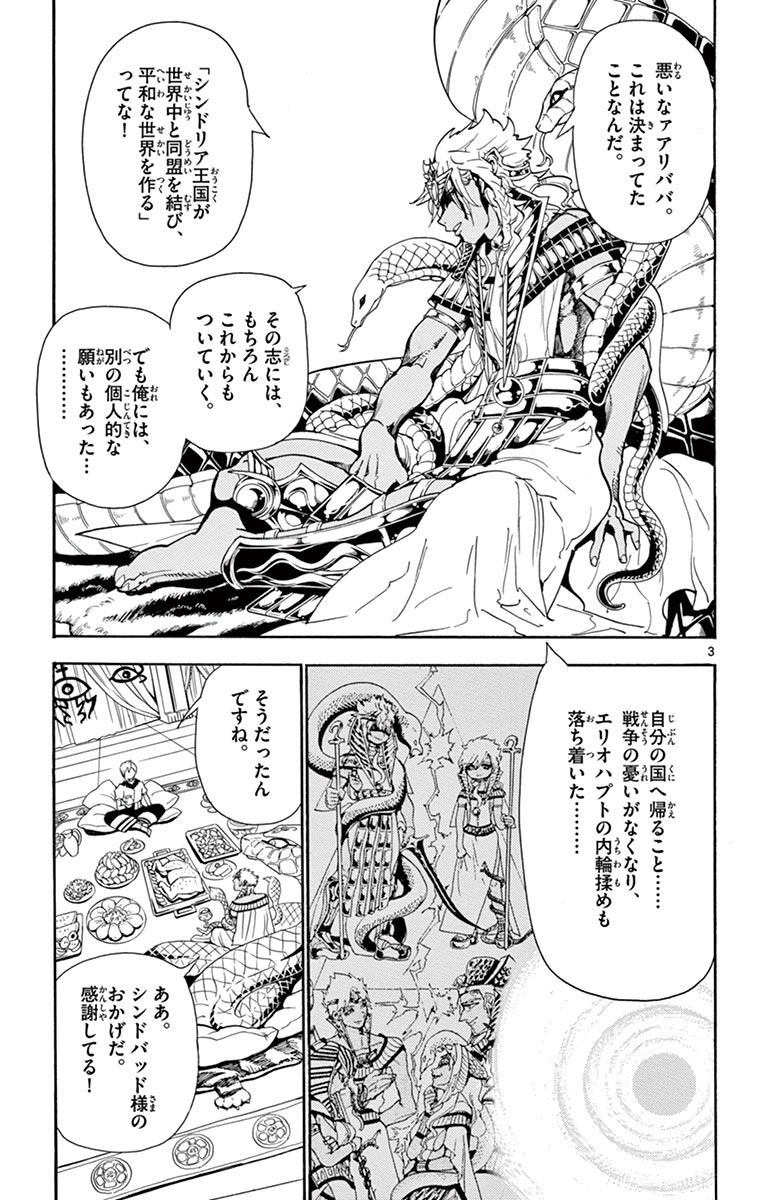 悪いなァアリババ。
これは決まってた
ことなんだ。
「シンドリア王国が
世界中と同盟を結び、
平和な世界を作る」
ってな!
その志には、
もちろん
これからも
ついていく。
でも俺には、
別の個人的な
願いもあった…
…………
3
自分の国へ帰ること……
戦争の憂いがなくなり、
エリオハプトの内輪揉めも
落ち着いた………
そうだったん
ですね。
ああ。
シンドバッド様の
おかげだ。
感謝してる!